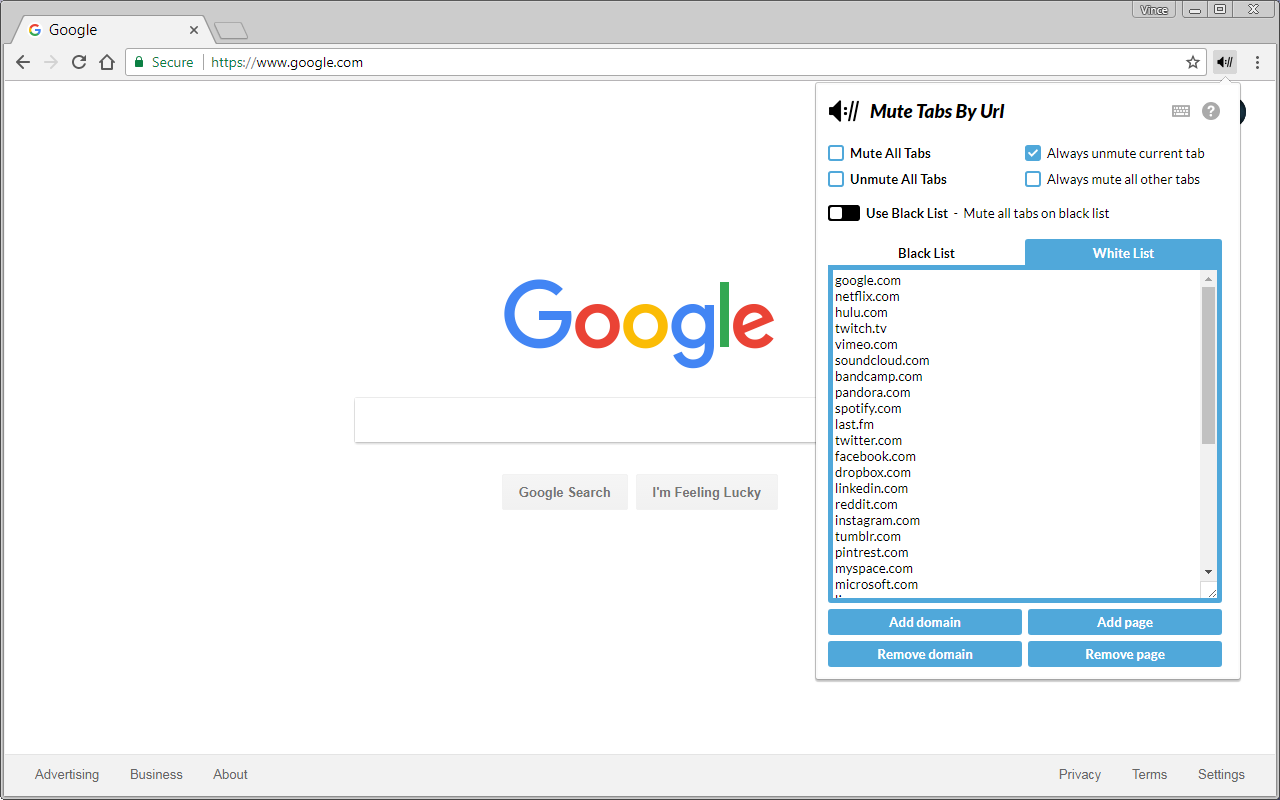 Vince
Google
Secure https://www.google.com
Mute Tabs By Url
?
Mute All Tabs
Always unmute current tab
Unmute All Tabs
Always mute all other tabs
Use Black List - Mute all tabs on black list
Black List
White List
google.com
netflix.com
hulu.com
twitch.tv
vimeo.com
soundcloud.com
bandcamp.com
pandora.com
spotify.com
last.fm
twitter.com
facebook.com
dropbox.com
linkedin.com
reddit.com
instagram.com
tumblr.com
pintrest.com
myspace.com
microsoft.com
Google
Google Search
I'm Feeling Lucky
Add domain
Add page
Remove domain
Remove page
Advertising
Business
About
Privacy
Terms
Settings